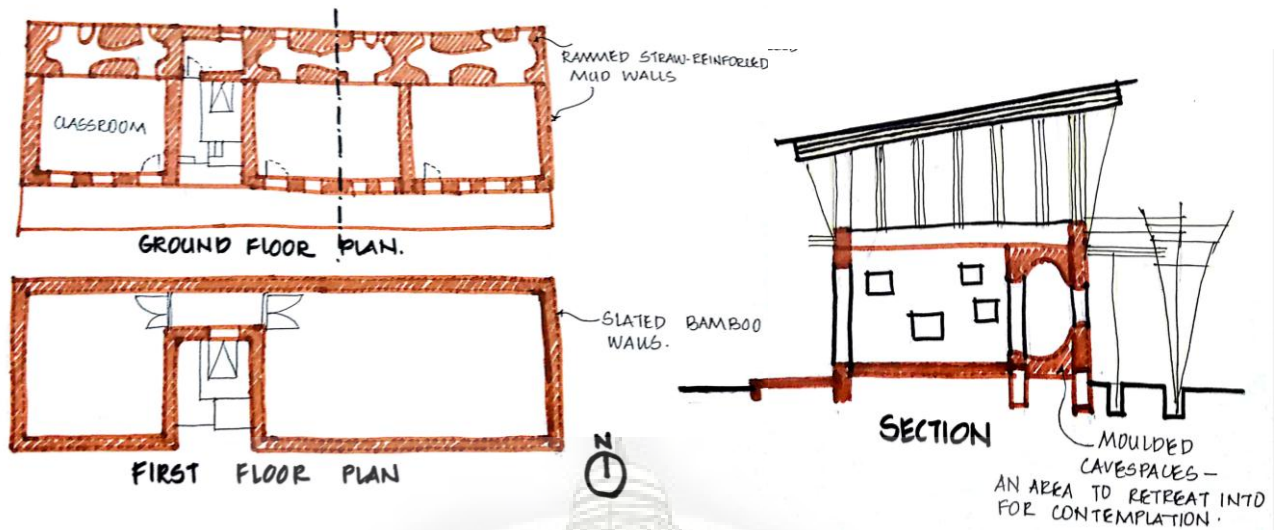 RAMMED STRAW-REINFORCED
MUD WALLS
CLASSROOM
GROUND FLOOR PLAN.
SLATED BAMBOO
WALLS.
FIRST FLOOR PLAN
N
SECTION
MOULDED
CAVESPACES-
AN AREA TO RETREAT INTO
FOR CONTEMPLATION.